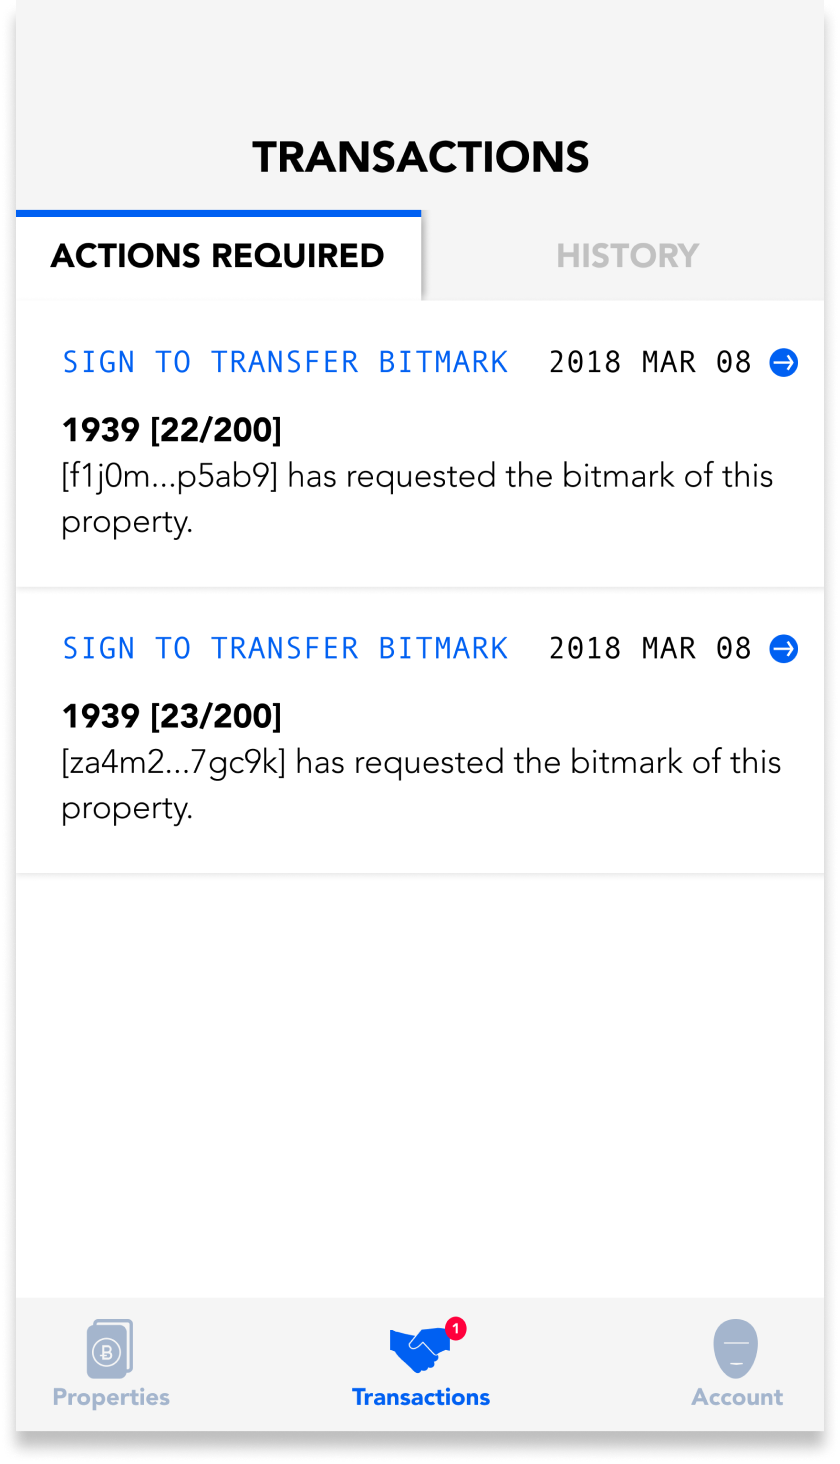 TRANSACTIONS
ACTIONS REQUIRED
HISTORY
SIGN TO TRANSFER BITMARK 2018 MAR 08
1939 [22/200]
[f1j0m...p5ab9] has requested the bitmark of this
property.
SIGN TO TRANSFER BITMARK 2018 MAR 08
1939 [23/200]
[za4m2...7gc9k] has requested the bitmark of this
property.
1
Properties
Transactions
Account